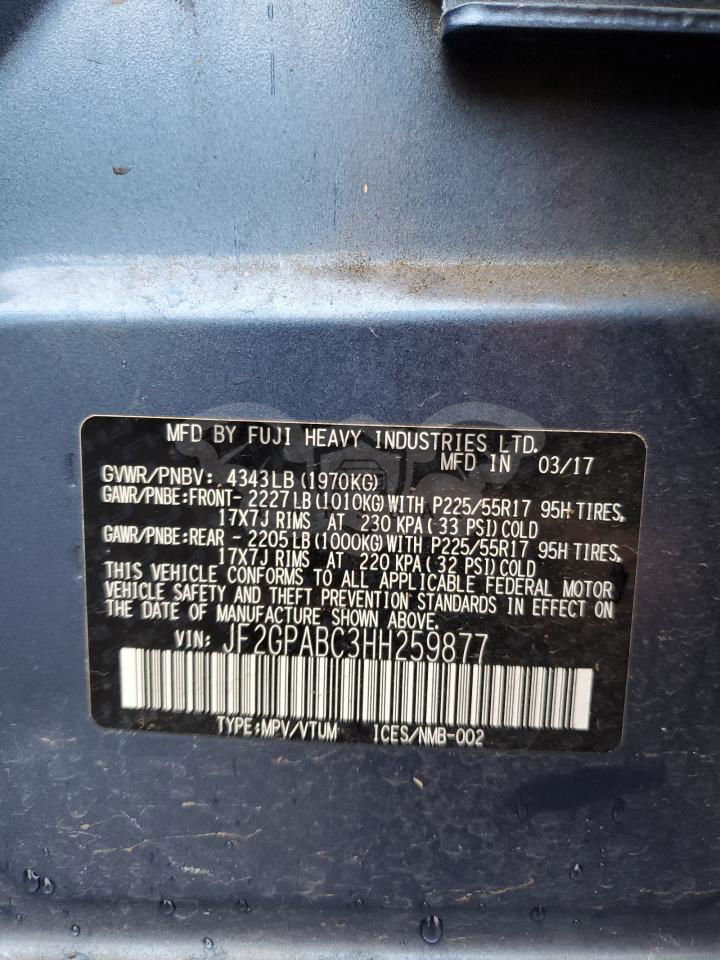 MFD BY FUJI HEAVY INDUSTRIES LTD.
MFD IN 03/17
GVWR/PNBV: 4343LB(1970KG)
GAWR/PNBE:FRONT- 2227LB(1010KG)WITH P225/55R17 95H TIRES,
17X7J RIMS AT 230 KPA(33 PSI)COLD
GAWR/PNBE:REAR - 2205LB(1000KG)WITH P225/55R17 95H TIRES,
17X7J RIMS AT 220 KPA(32 PSI)COLD
THIS VEHICLE CONFORMS TO ALL APPLICABLE FEDERAL MOTOR
VEHICLE SAFETY AND THEFT PREVENTION STANDARDS IN EFFECT ON
THE DATE OF MANUFACTURE SHOWN ABOVE.
VIN: JF2GPABC3HH259877
TYPE:MPV/VTUM ICES/NMB-002